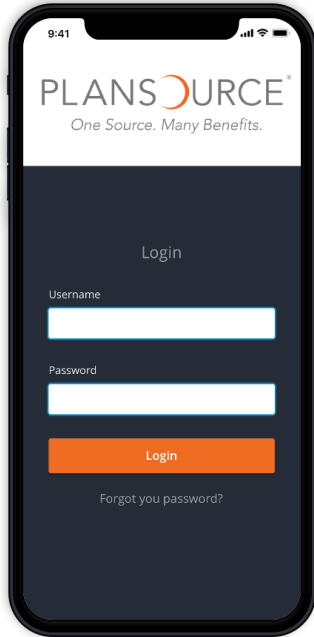 9:41
PLANSOURCE®
One Source. Many Benefits.
Login
Username
Password
Login
Forgot you password?